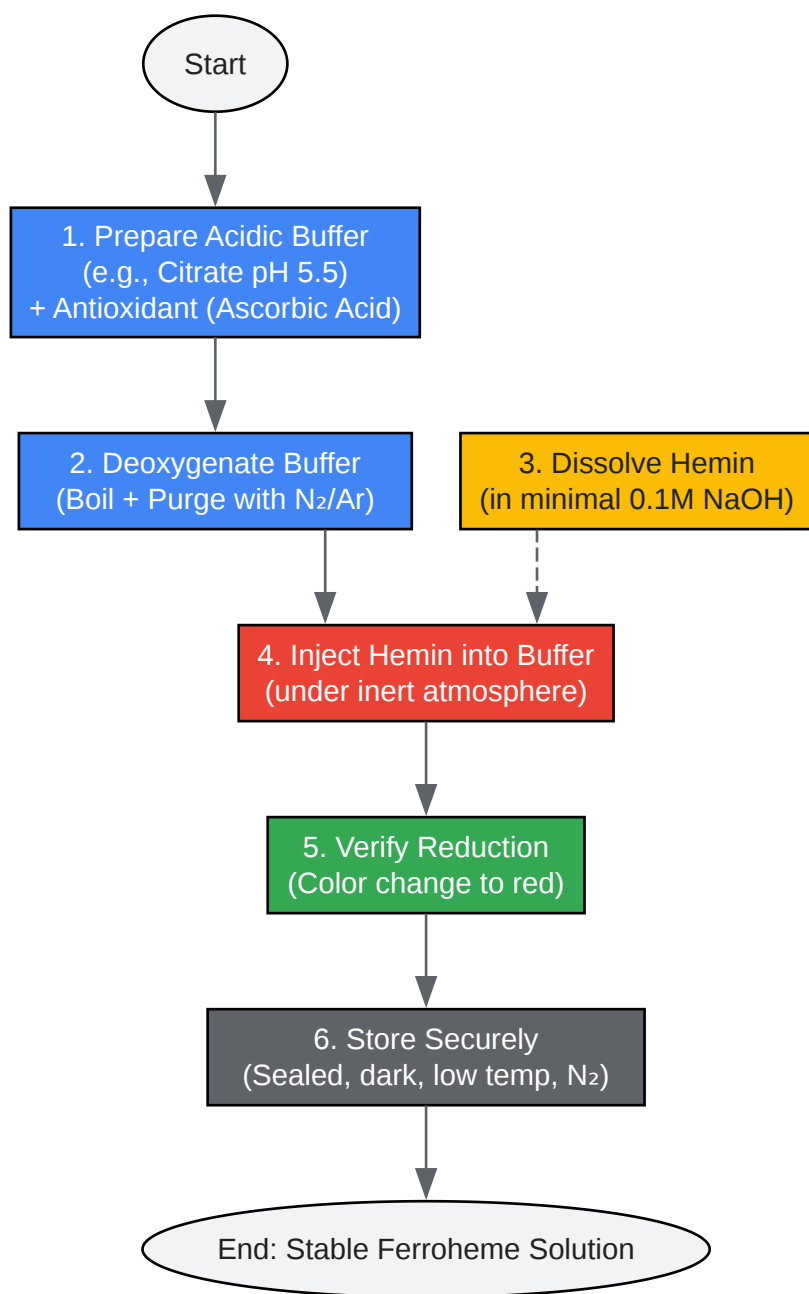 Start
1. Prepare Acidic Buffer
(e.g., Citrate pH 5.5)
+ Antioxidant (Ascorbic Acid)
2. Deoxygenate Buffer
(Boil + Purge with N₂/Ar)
3. Dissolve Hemin
(in minimal 0.1M NaOH)
4. Inject Hemin into Buffer
(under inert atmosphere)
5. Verify Reduction
(Color change to red)
6. Store Securely
(Sealed, dark, low temp, N₂)
End: Stable Ferroheme Solution